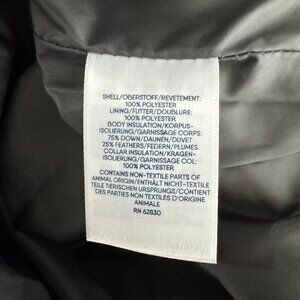 SHELL/OBERSTOFF/REVETEMENT:
100% POLYESTER
LINING/FUTTER/DOUBLURE:
100% POLYESTER
BODY INSULATION/KORPUS-
ISOLIERUNG/GARNISSAGE CORPS:
75% DOWN/DAUNEN/DUVET
25% FEATHERS/FEDERN/PLUMES
COLLAR INSULATION/KRAGEN-
ISOLIERUNG/GARNISSAGE COL:
100% POLYESTER
CONTAINS NON-TEXTILE PARTS OF
ANIMAL ORIGIN/ENTHÄLT NICHT-TEXTILE
TEILE TIERISCHEN URSPRUNGS/CONTIENT
DES PARTIES NON TEXTILES D'ORIGINE
ANIMALE
RN 62830